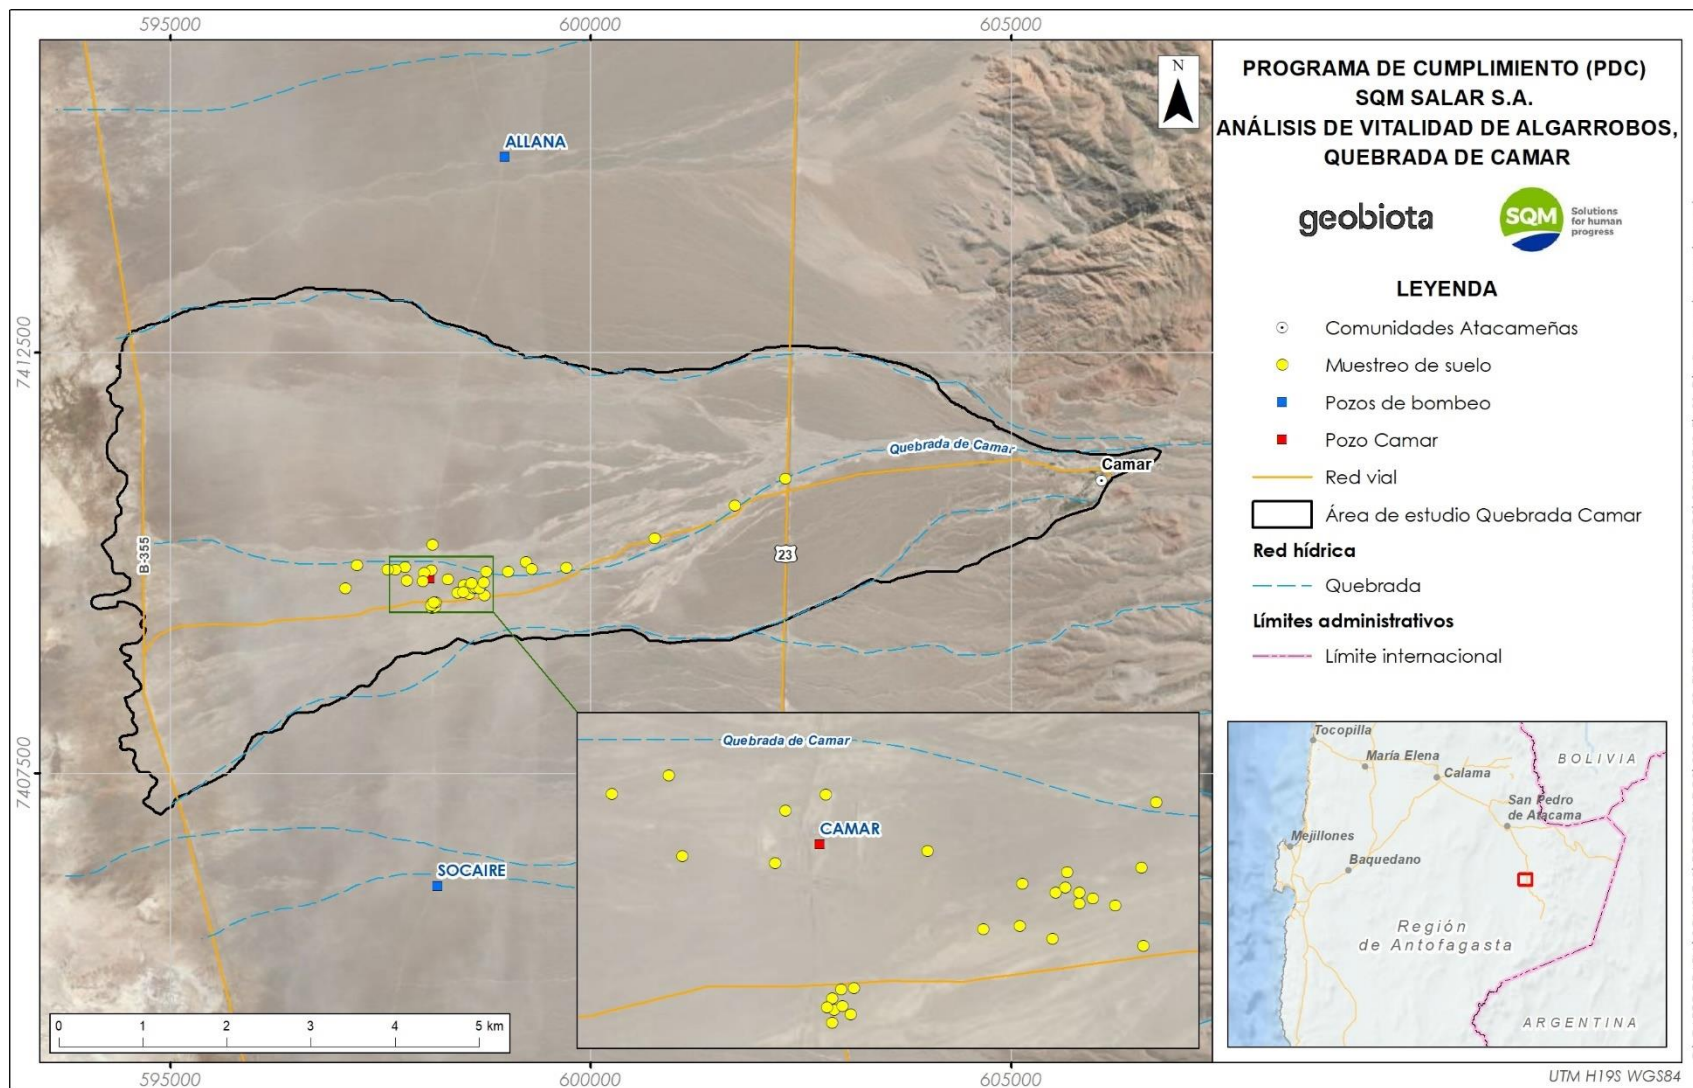 595000
600000
605000
7412500
7407500
ALLANA
N
Quebrada de Camar
Camar
B-355
23
SOCAIRE
Quebrada de Camar
CAMAR
0
1
2
3
4
5 km
595000
600000
605000
PROGRAMA DE CUMPLIMIENTO (PDC)
SQM SALAR S.A.
ANÁLISIS DE VITALIDAD DE ALGARROBOS,
QUEBRADA DE CAMAR
geobiota
SQM
Solutions
for human
progress
LEYENDA
Comunidades Atacameñas
Muestreo de suelo
Pozos de bombeo
Pozo Camar
Red vial
Área de estudio Quebrada Camar
Red hídrica
Quebrada
Límites administrativos
Límite internacional
Tocopilla
María Elena
BOLIVIA
Calama
San Pedro
de Atacama
Mejillones
Baquedano
Región
de Antofagasta
ARGENTINA
UTM H19S WGS84